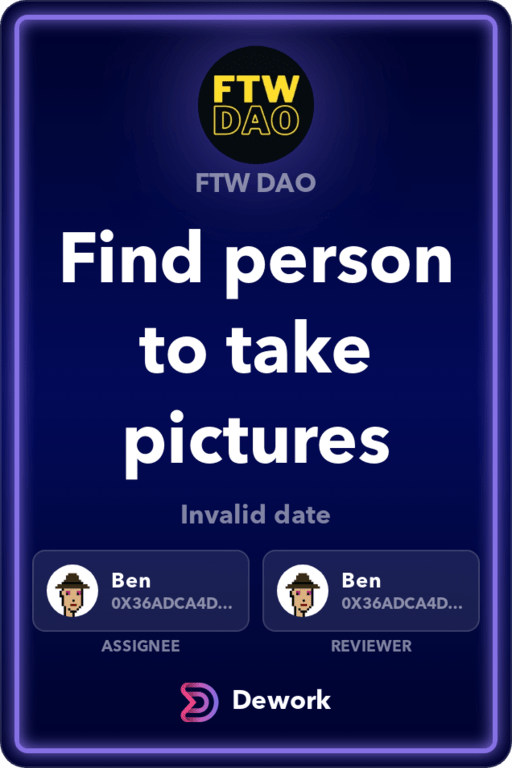 FTW
DAO
FTW DAO
Find person
to take
pictures
Invalid date
Ben
0X36ADCA4D...
ASSIGNEE
Ben
0X36ADCA4D...
REVIEWER
Dework